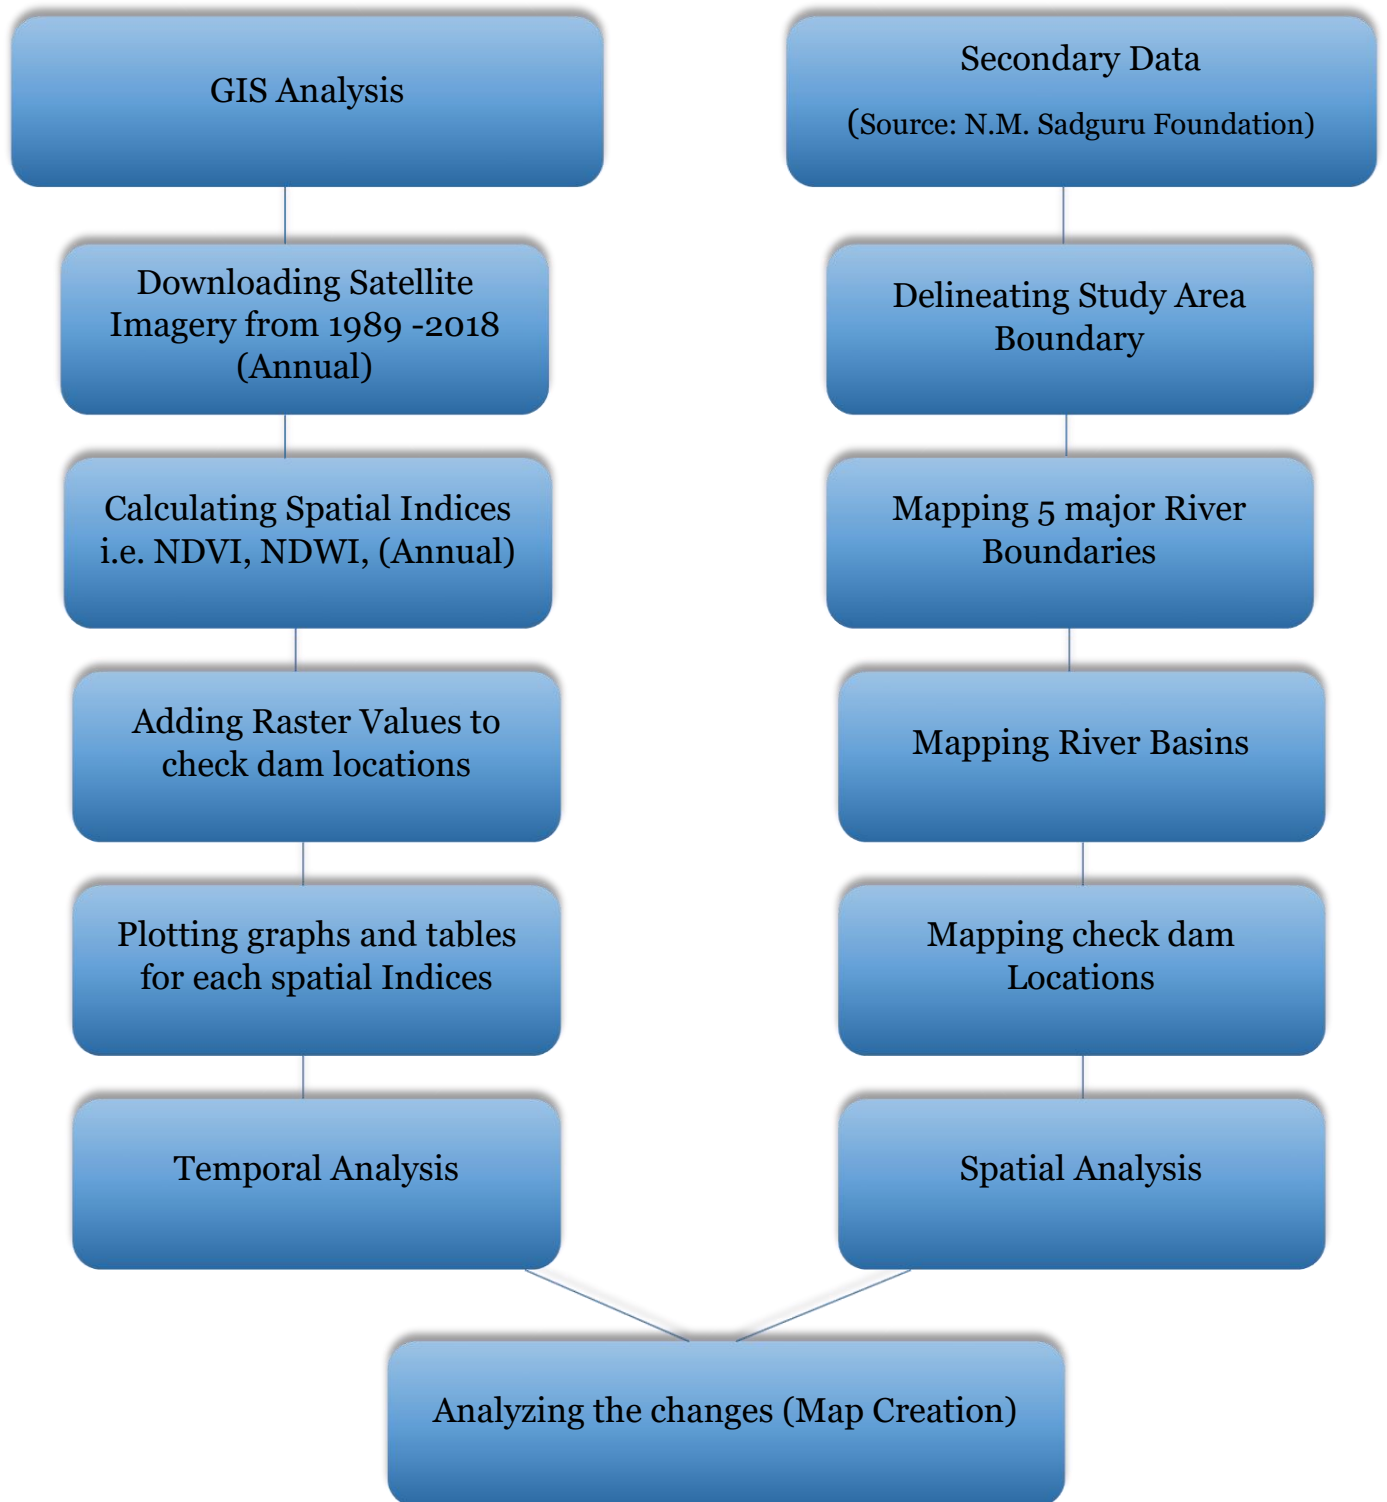 GIS Analysis
Secondary Data
(Source: N.M. Sadguru Foundation)
Downloading Satellite
Imagery from 1989 -2018
(Annual)
Delineating Study Area
Boundary
Calculating Spatial Indices
i.e. NDVI, NDWI, (Annual)
Mapping 5 major River
Boundaries
Adding Raster Values to
check dam locations
Mapping River Basins
Plotting graphs and tables
for each spatial Indices
Mapping check dam
Locations
Temporal Analysis
Spatial Analysis
Analyzing the changes (Map Creation)